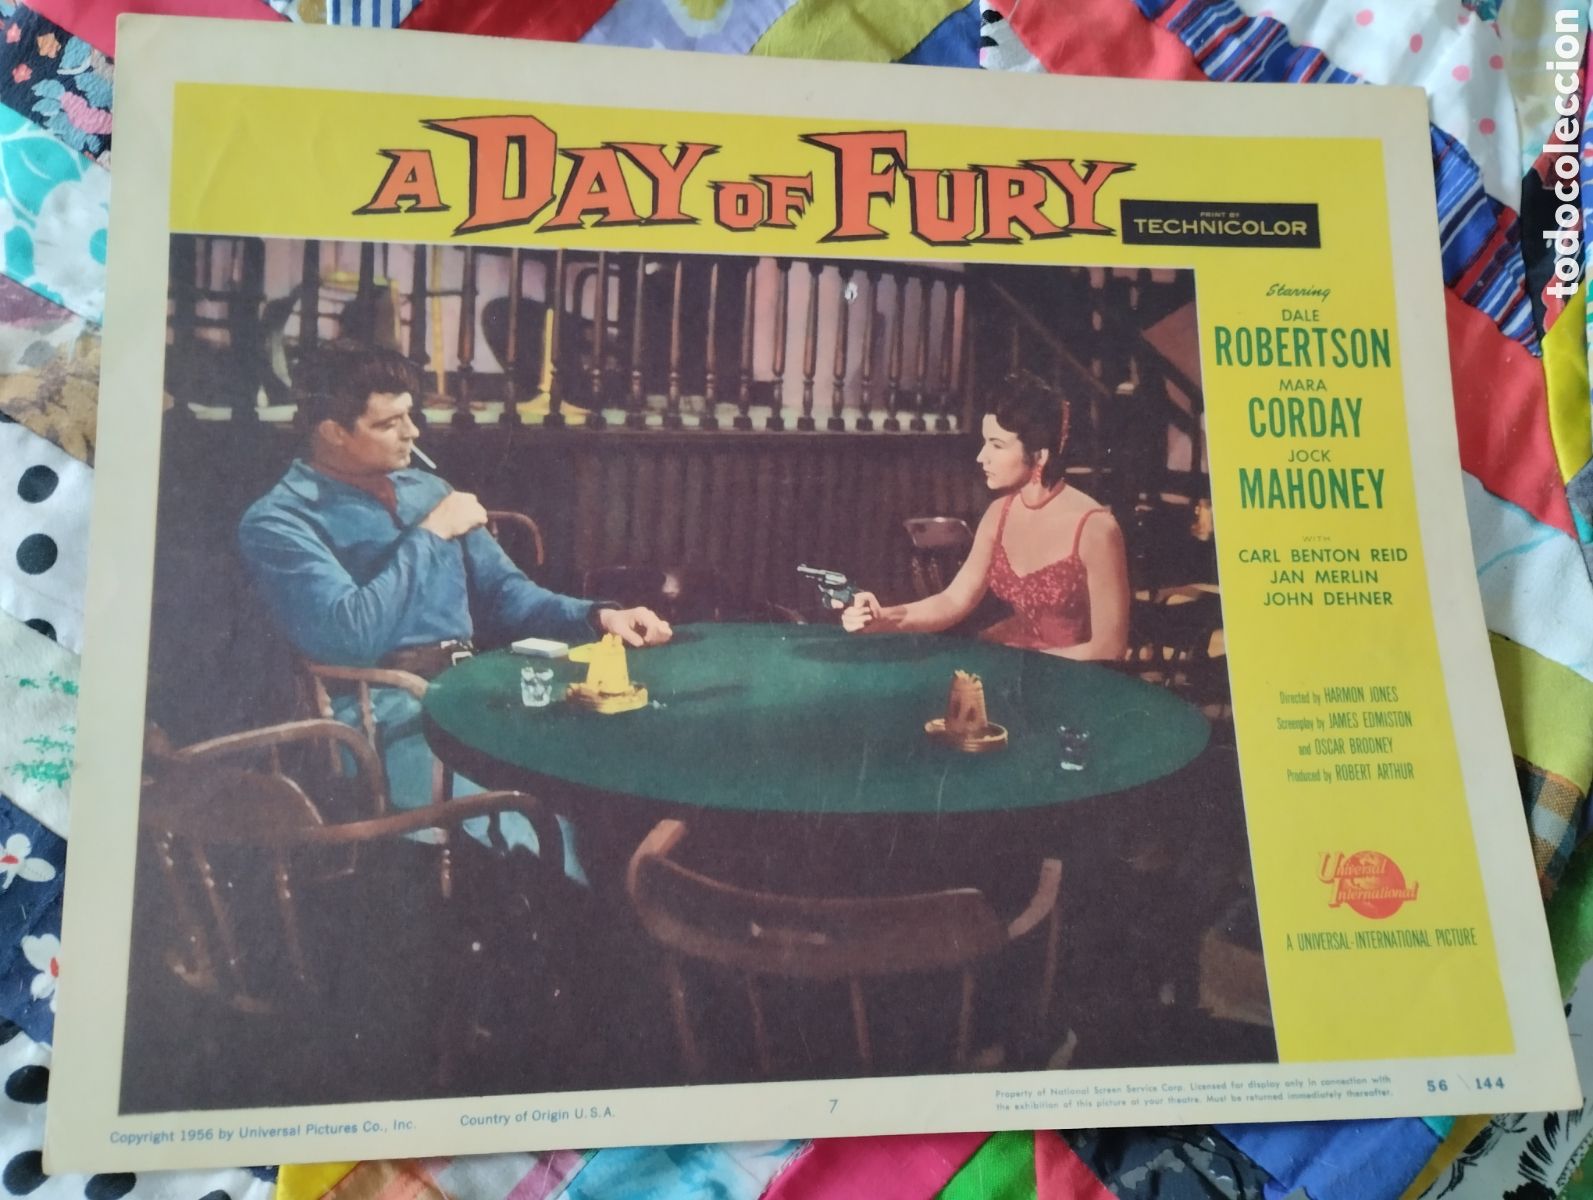 A DAY OF FURY
PRINT BY
TECHNICOLOR
Starring
DALE
ROBERTSON
MARA
CORDAY
JOCK
MAHONEY
WITH
CARL BENTON REID
JAN MERLIN
JOHN DEHNER
Directed by HARMON JONES
Screenplay by JAMES EDMISTON
and OSCAR BRODNEY
Produced by ROBERT ARTHUR
Universal
International
A UNIVERSAL-INTERNATIONAL PICTURE
Copyright 1956 by Universal Pictures Co., Inc.
Country of Origin U.S.A.
7
Property of National Screen Service Corp. Licensed for display only in connection with
the exhibition of this picture at your theatre. Must be returned immediately thereafter.
56 144
todocoleccion